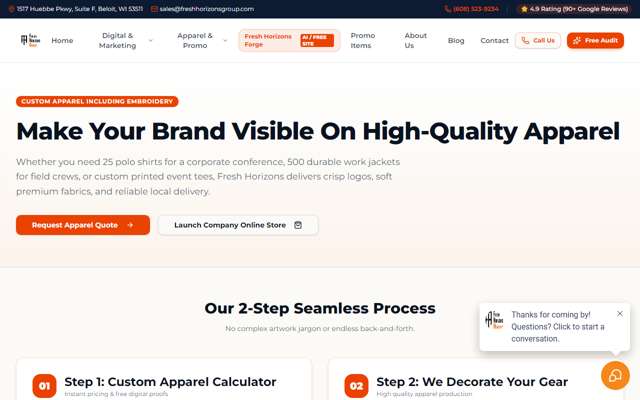 1517 Huebbe Pkwy, Suite F, Beloit, WI 53511
sales@freshhorizonsgroup.com
(608) 523-9234
4.9 Rating (90+ Google Reviews)
Home
Digital &
Marketing
Apparel &
Promo
Fresh Horizons
Forge
AI / FREE
SITE
Promo
Items
About
Us
Blog
Contact
Call Us
Free Audit
CUSTOM APPAREL INCLUDING EMBROIDERY
Make Your Brand Visible On High-Quality Apparel
Whether you need 25 polo shirts for a corporate conference, 500 durable work jackets
for field crews, or custom printed event tees, Fresh Horizons delivers crisp logos, soft
premium fabrics, and reliable local delivery.
Request Apparel Quote
Launch Company Online Store
Our 2-Step Seamless Process
No complex artwork jargon or endless back-and-forth.
Thanks for coming by!
Questions? Click to start a
conversation.
01
Step 1: Custom Apparel Calculator
Instant pricing & free digital proofs
02
Step 2: We Decorate Your Gear
High quality apparel production